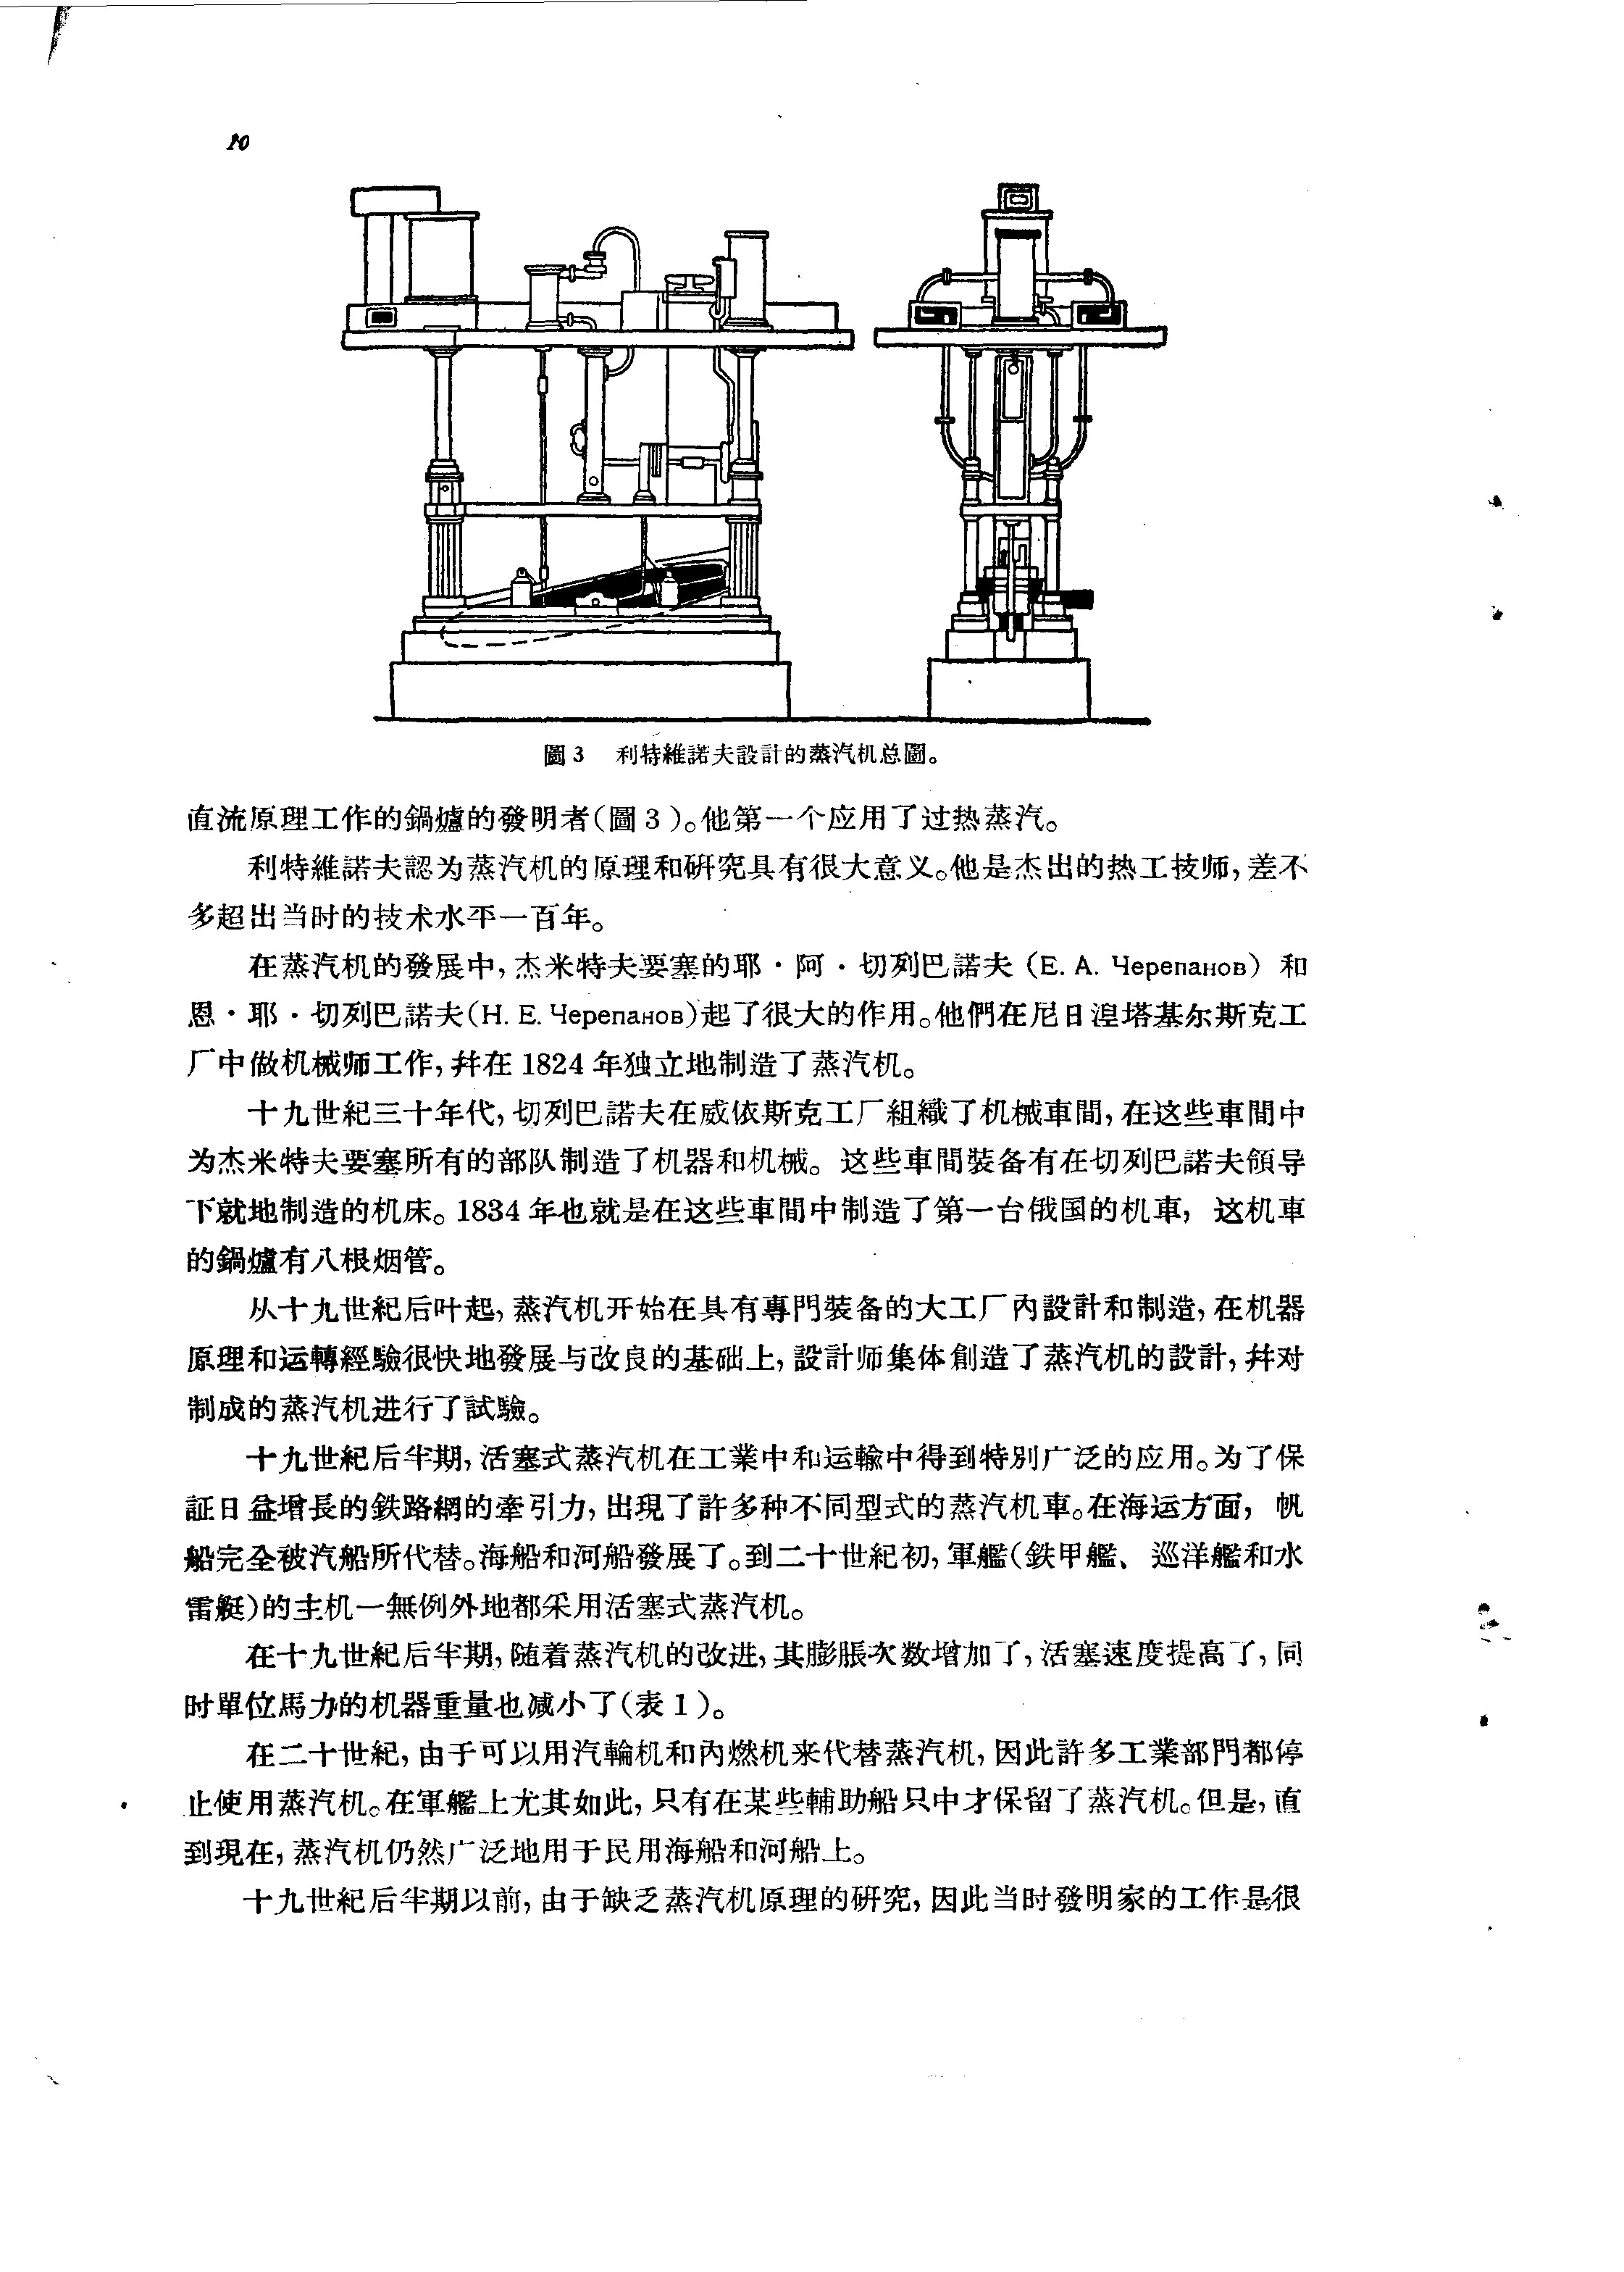 10
圖 3 利特維諾夫設計的蒸汽机总圖。
直流原理工作的鍋爐的發明者(圖 3 )。他第一个应用了过热蒸汽。
利特維諾夫認为蒸汽机的原理和研究具有很大意义。他是杰出的热工技师,差不
多超出当时的技术水平一百年。
在蒸汽机的發展中,杰米特夫要塞的耶·阿·切列巴諾夫 (Е. А. Черепанов) 和
恩·耶·切列巴諾夫(Н. Е. Черепанов)起了很大的作用。他們在尼日湟塔基尔斯克工
厂中做机械师工作,幷在 1824 年独立地制造了蒸汽机。
十九世紀三十年代,切列巴諾夫在威依斯克工厂組織了机械車間,在这些車間中
为杰米特夫要塞所有的部队制造了机器和机械。这些車間裝备有在切列巴諾夫領导
下就地制造的机床。1834 年也就是在这些車間中制造了第一台俄国的机車, 这机車
的鍋爐有八根烟管。
从十九世紀后叶起,蒸汽机开始在具有專門裝备的大工厂內設計和制造,在机器
原理和运轉經驗很快地發展与改良的基础上,設計师集体創造了蒸汽机的設計,幷对
制成的蒸汽机进行了試驗。
十九世紀后半期,活塞式蒸汽机在工業中和运輸中得到特別广泛的应用。为了保
証日益增長的鉄路網的牽引力,出現了許多种不同型式的蒸汽机車。在海运方面, 帆
船完全被汽船所代替。海船和河船發展了。到二十世紀初,軍艦(鉄甲艦、巡洋艦和水
雷艇)的主机一無例外地都采用活塞式蒸汽机。
在十九世紀后半期,随着蒸汽机的改进,其膨脹次数增加了,活塞速度提高了,同
时單位馬力的机器重量也减小了(表 1 )。
在二十世紀,由于可以用汽輪机和內燃机来代替蒸汽机,因此許多工業部門都停
止使用蒸汽机。在軍艦上尤其如此,只有在某些輔助船只中才保留了蒸汽机。但是,直
到現在,蒸汽机仍然广泛地用于民用海船和河船上。
十九世紀后半期以前,由于缺乏蒸汽机原理的研究,因此当时發明家的工作是很